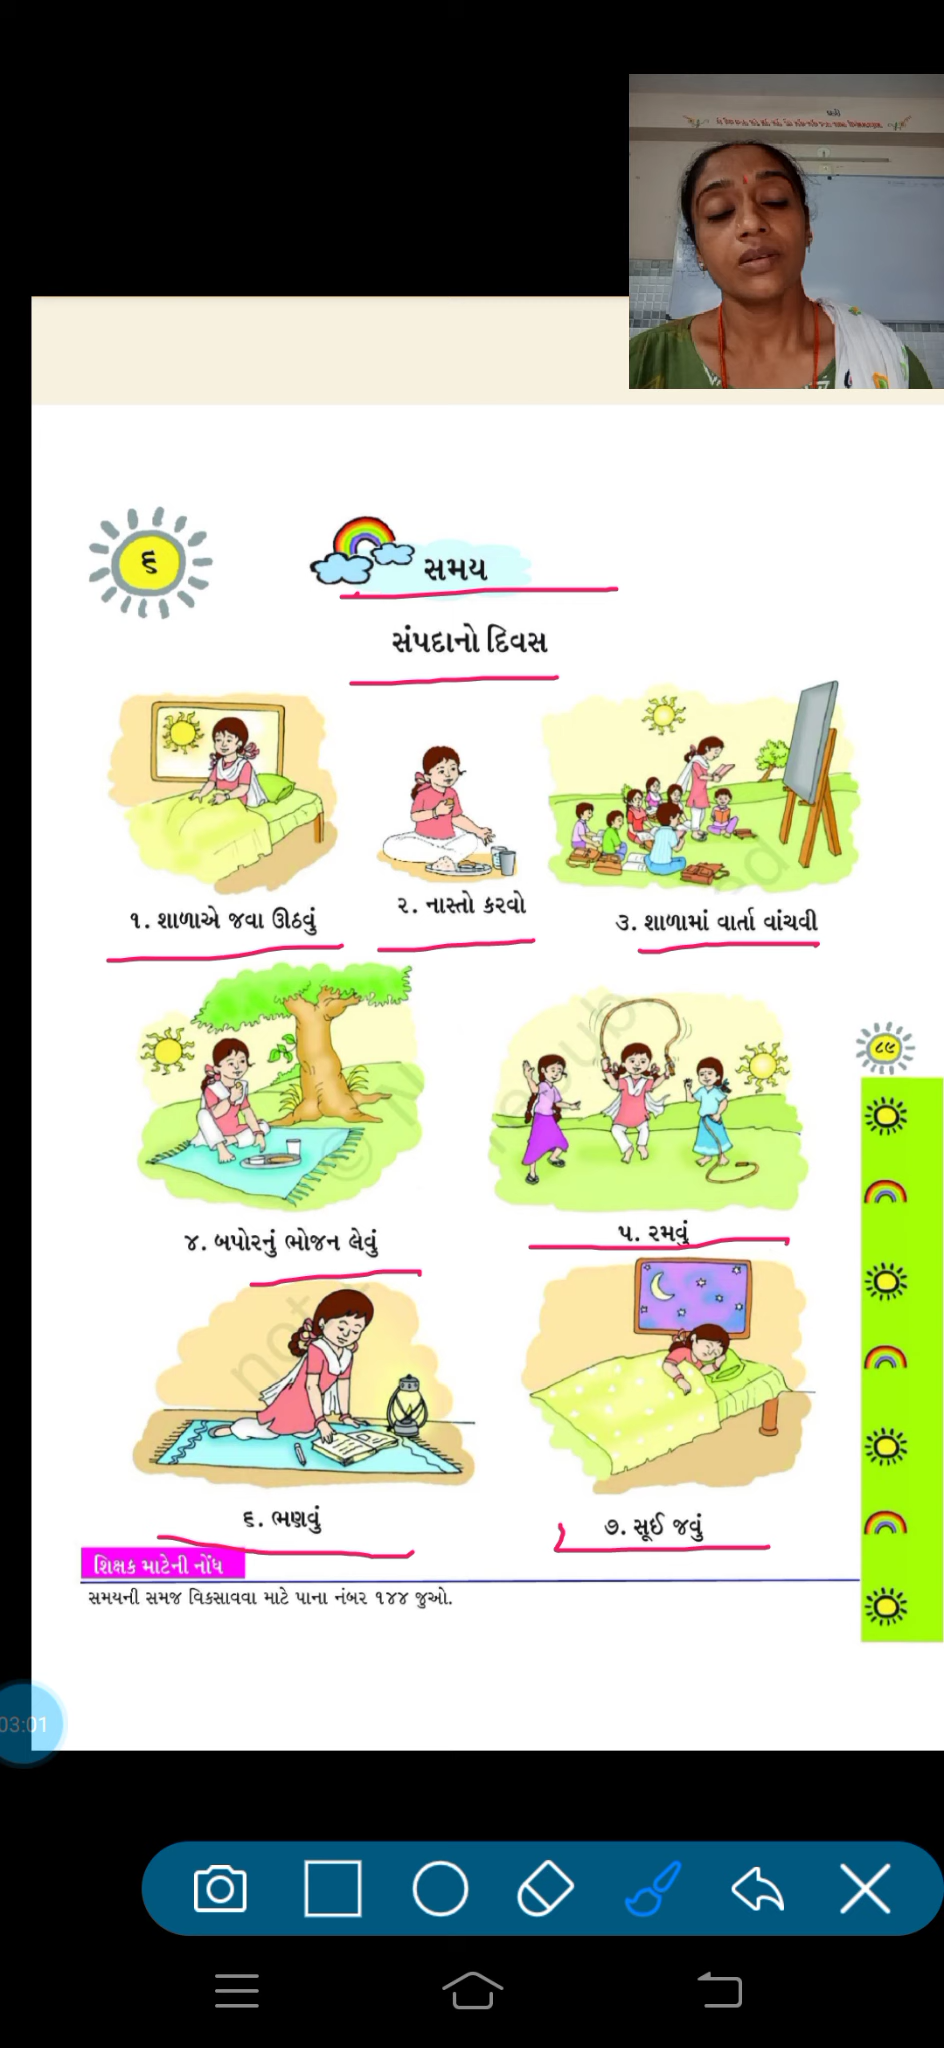 ૬
સમય
સંપદાનો દિવસ
૧. શાળાએ જવા ઊઠવું
૨. નાસ્તો કરવો
૩. શાળામાં વાર્તા વાંચવી
૮૯
૪. બપોરનું ભોજન લેવું
૫. રમવું
૬. ભણવું
૭. સૂઈ જવું
શિક્ષક માટેની નોંધ
સમયની સમજ વિકસાવવા માટે પાના નંબર ૧૪૪ જુઓ.
03:01